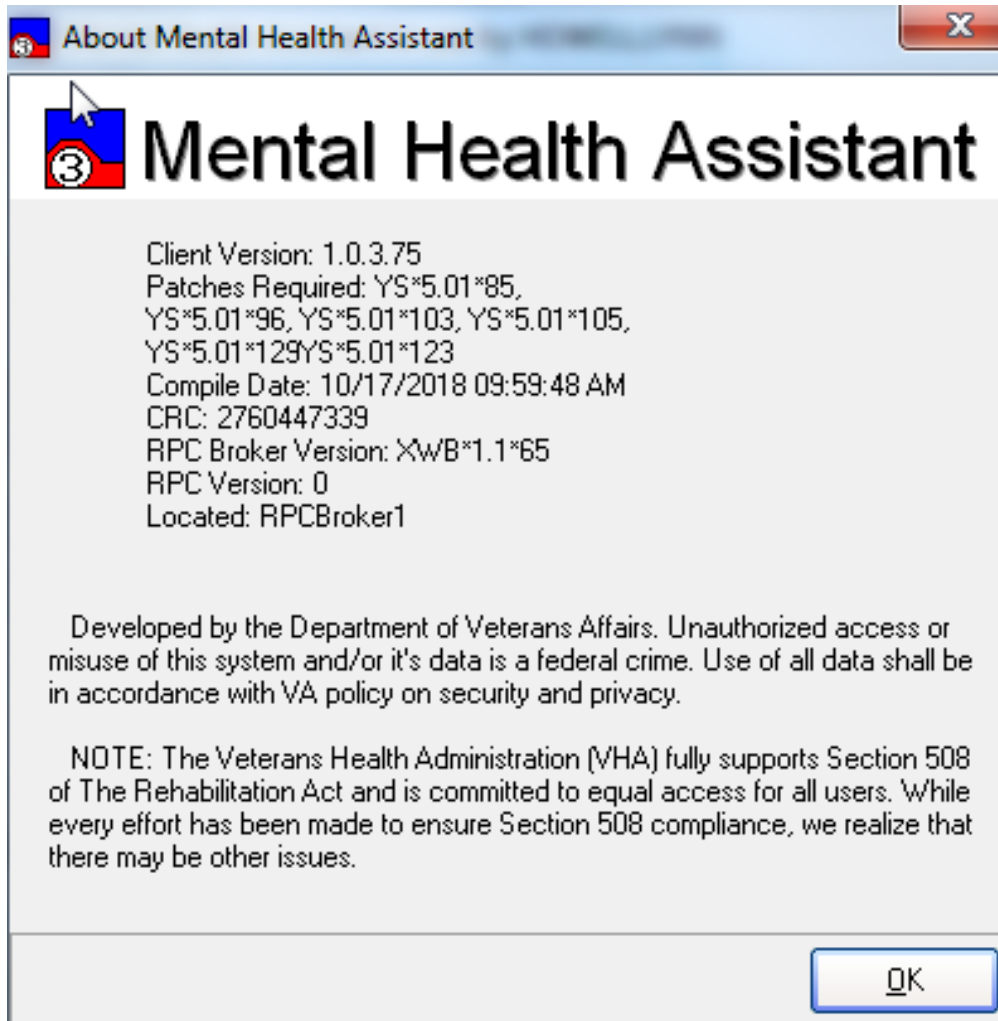 About Mental Health Assistant
3
Mental Health Assistant
Client Version: 1.0.3.75
Patches Required: YS*5.01*85,
YS*5.01*96, YS*5.01*103, YS*5.01*105,
YS*5.01*129YS*5.01*123
Compile Date: 10/17/2018 09:59:48 AM
CRC: 2760447339
RPC Broker Version: XWB*1.1*65
RPC Version: 0
Located: RPCBroker1
Developed by the Department of Veterans Affairs. Unauthorized access or
misuse of this system and/or it's data is a federal crime. Use of all data shall be
in accordance with VA policy on security and privacy.
NOTE: The Veterans Health Administration (VHA) fully supports Section 508
of The Rehabilitation Act and is committed to equal access for all users. While
every effort has been made to ensure Section 508 compliance, we realize that
there may be other issues.
OK